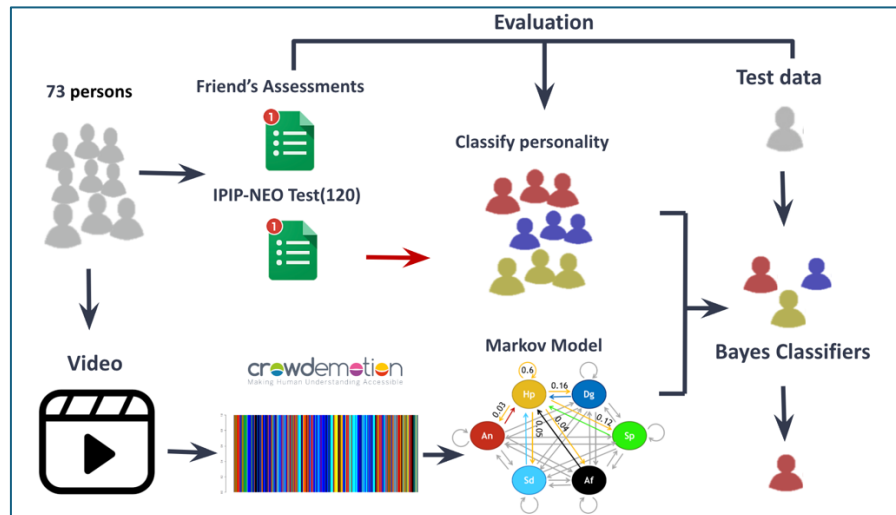 Evaluation
73 persons
Friend's Assessments
Test data
1
Classify personality
IPIP-NEO Test(120)
1
Video
crowdemotion
Making Human Understanding Accessible
Markov Model
Bayes Classifiers
0.6
Hp
0.16
Dg
0.03
0.12
An
0.05
0.04
Sp
Sd
Af